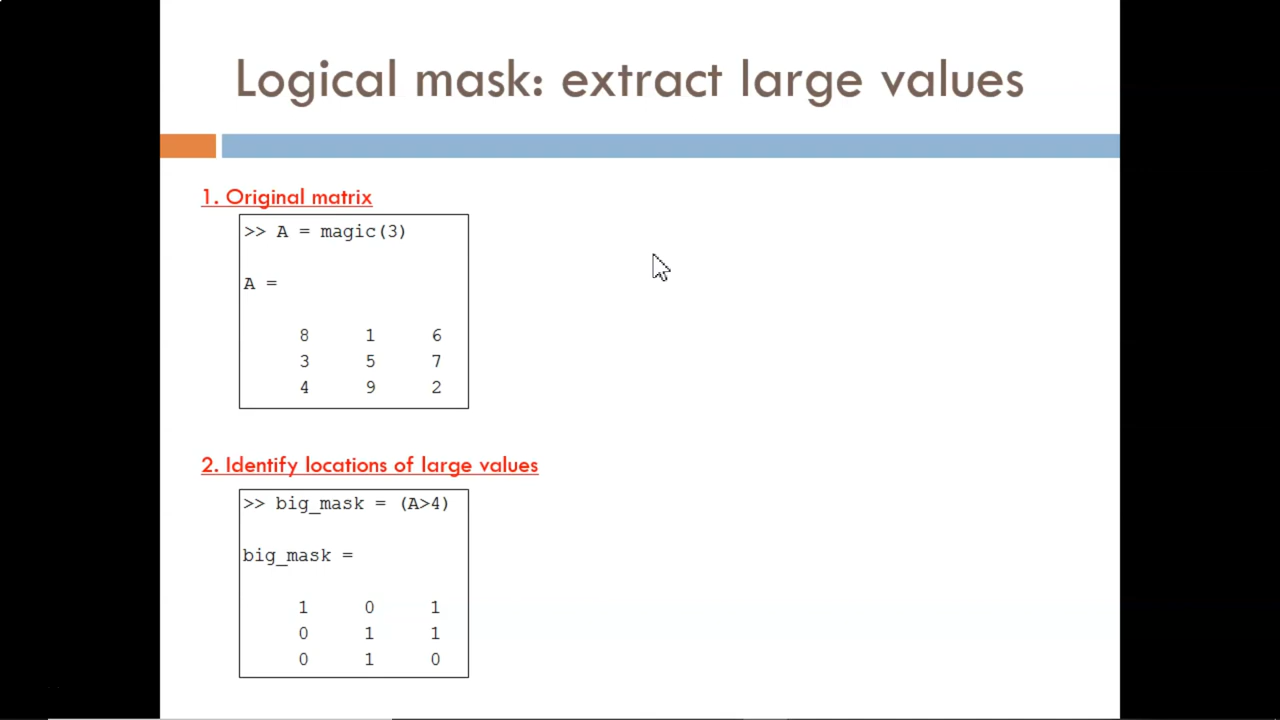 Logical mask: extract large values
1. Original matrix
>> A = magic(3)
A =
8 1 6
3 5 7
4 9 2
2. Identify locations of large values
>> big_mask = (A>4)
big_mask =
1 0 1
0 1 1
0 1 0